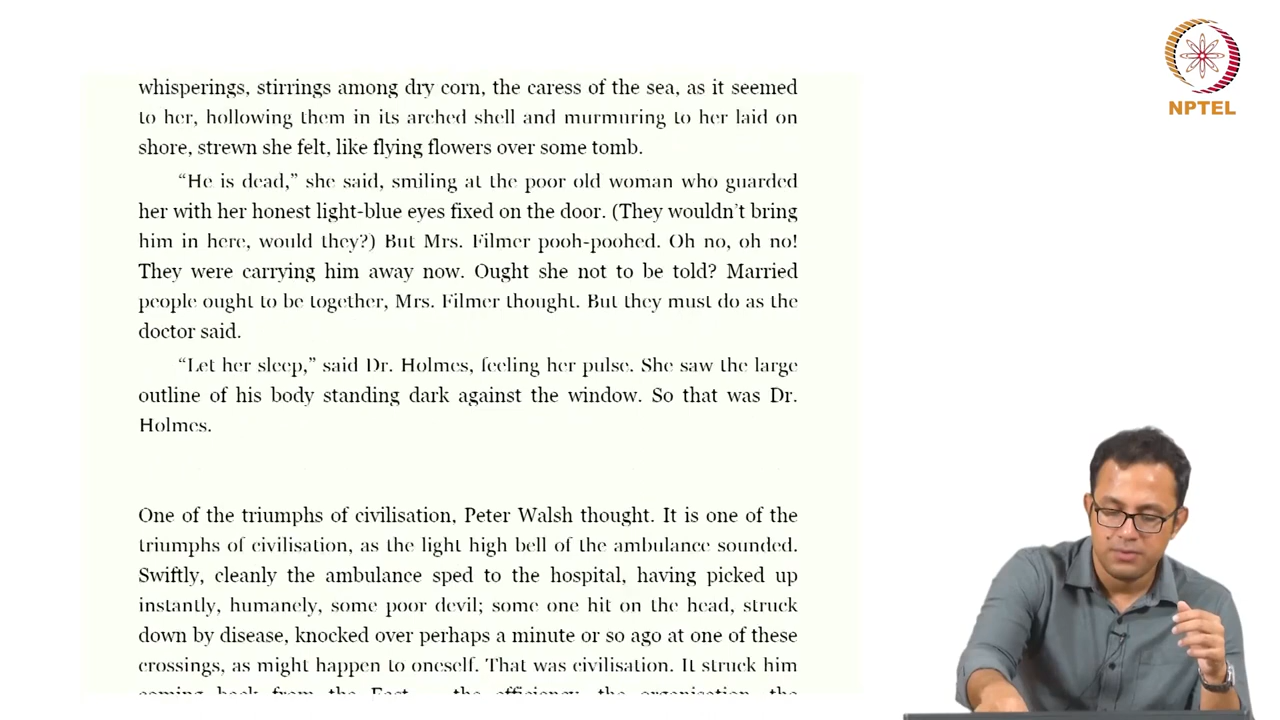 whisperings, stirrings among dry corn, the caress of the sea, as it seemed
to her, hollowing them in its arched shell and murmuring to her laid on
shore, strewn she felt, like flying flowers over some tomb.
“He is dead,” she said, smiling at the poor old woman who guarded
her with her honest light-blue eyes fixed on the door. (They wouldn’t bring
him in here, would they?) But Mrs. Filmer pooh-poohed. Oh no, oh no!
They were carrying him away now. Ought she not to be told? Married
people ought to be together, Mrs. Filmer thought. But they must do as the
doctor said.
“Let her sleep,” said Dr. Holmes, feeling her pulse. She saw the large
outline of his body standing dark against the window. So that was Dr.
Holmes.
One of the triumphs of civilisation, Peter Walsh thought. It is one of the
triumphs of civilisation, as the light high bell of the ambulance sounded.
Swiftly, cleanly the ambulance sped to the hospital, having picked up
instantly, humanely, some poor devil; some one hit on the head, struck
down by disease, knocked over perhaps a minute or so ago at one of these
crossings, as might happen to oneself. That was civilisation. It struck him
coming back from the East—the efficiency, the organisation, the
NPTEL